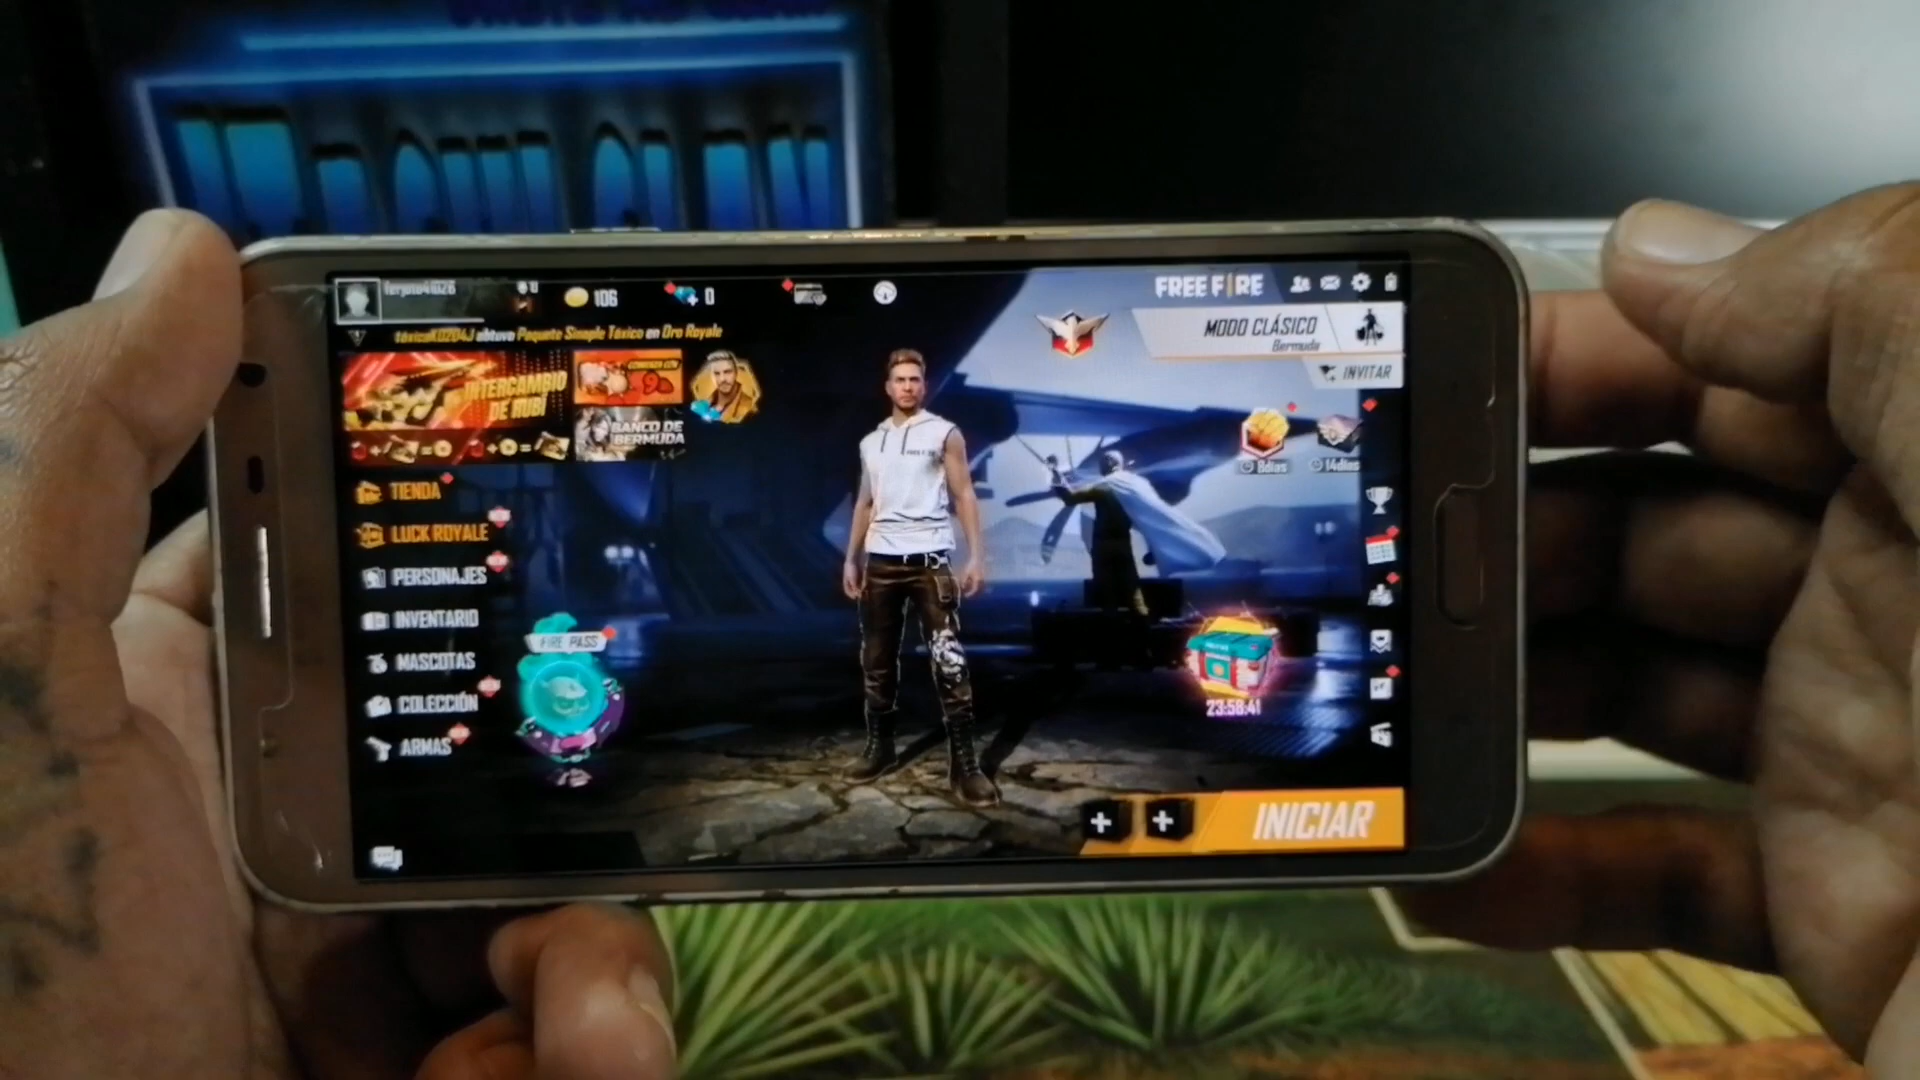 106
0
FREE FIRE
obtuvo Paquete Sinople Tóxico en Oro Royale
MODO CLÁSICO
Bermuda
INVITAR
INTERCAMBIO
DE RUBÍ
BANCO DE
BERMUDA
8días
14días
TIENDA
LUCK ROYALE
PERSONAJES
INVENTARIO
FIRE PASS
MASCOTAS
COLECCIÓN
ARMAS
23:58:41
INICIAR